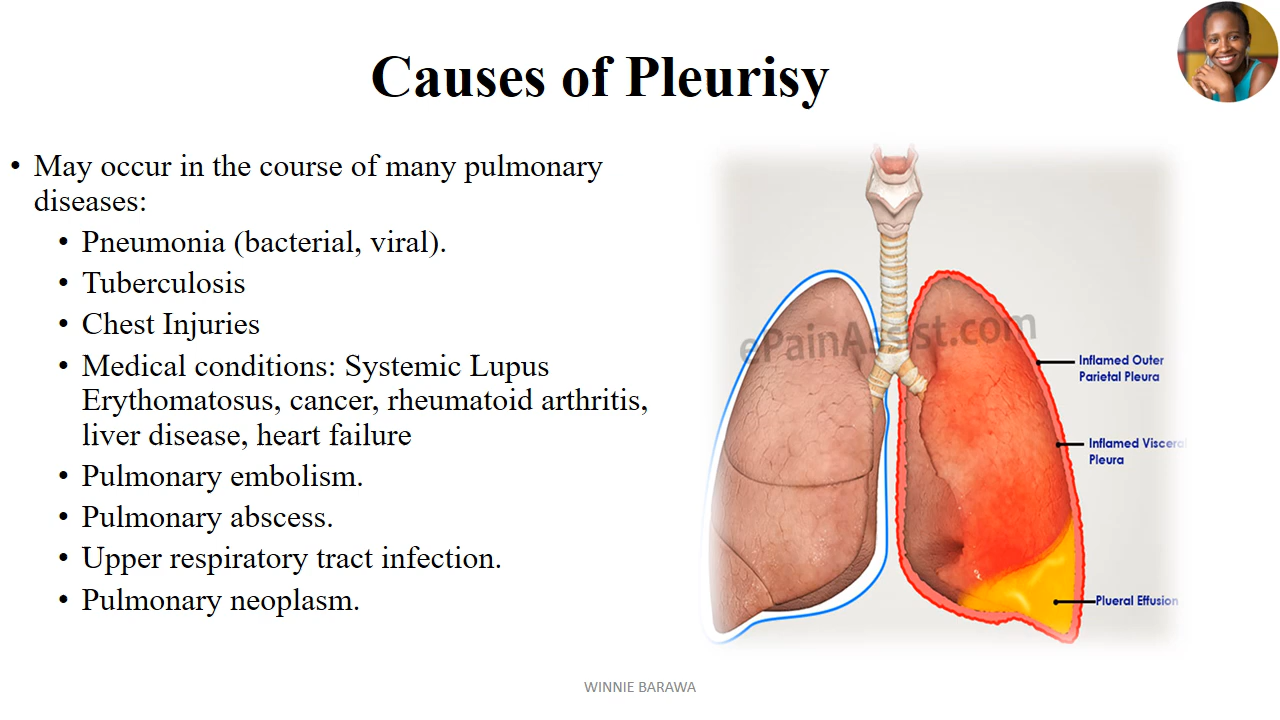 Causes of Pleurisy
• May occur in the course of many pulmonary
diseases:
• Pneumonia (bacterial, viral).
• Tuberculosis
• Chest Injuries
• Medical conditions: Systemic Lupus
Erythomatosus, cancer, rheumatoid arthritis,
liver disease, heart failure
• Pulmonary embolism.
• Pulmonary abscess.
• Upper respiratory tract infection.
• Pulmonary neoplasm.
ePainAssist.com
Inflamed Outer
Parietal Pleura
Inflamed Visceral
Pleura
Plueral Effusion
WINNIE BARAWA